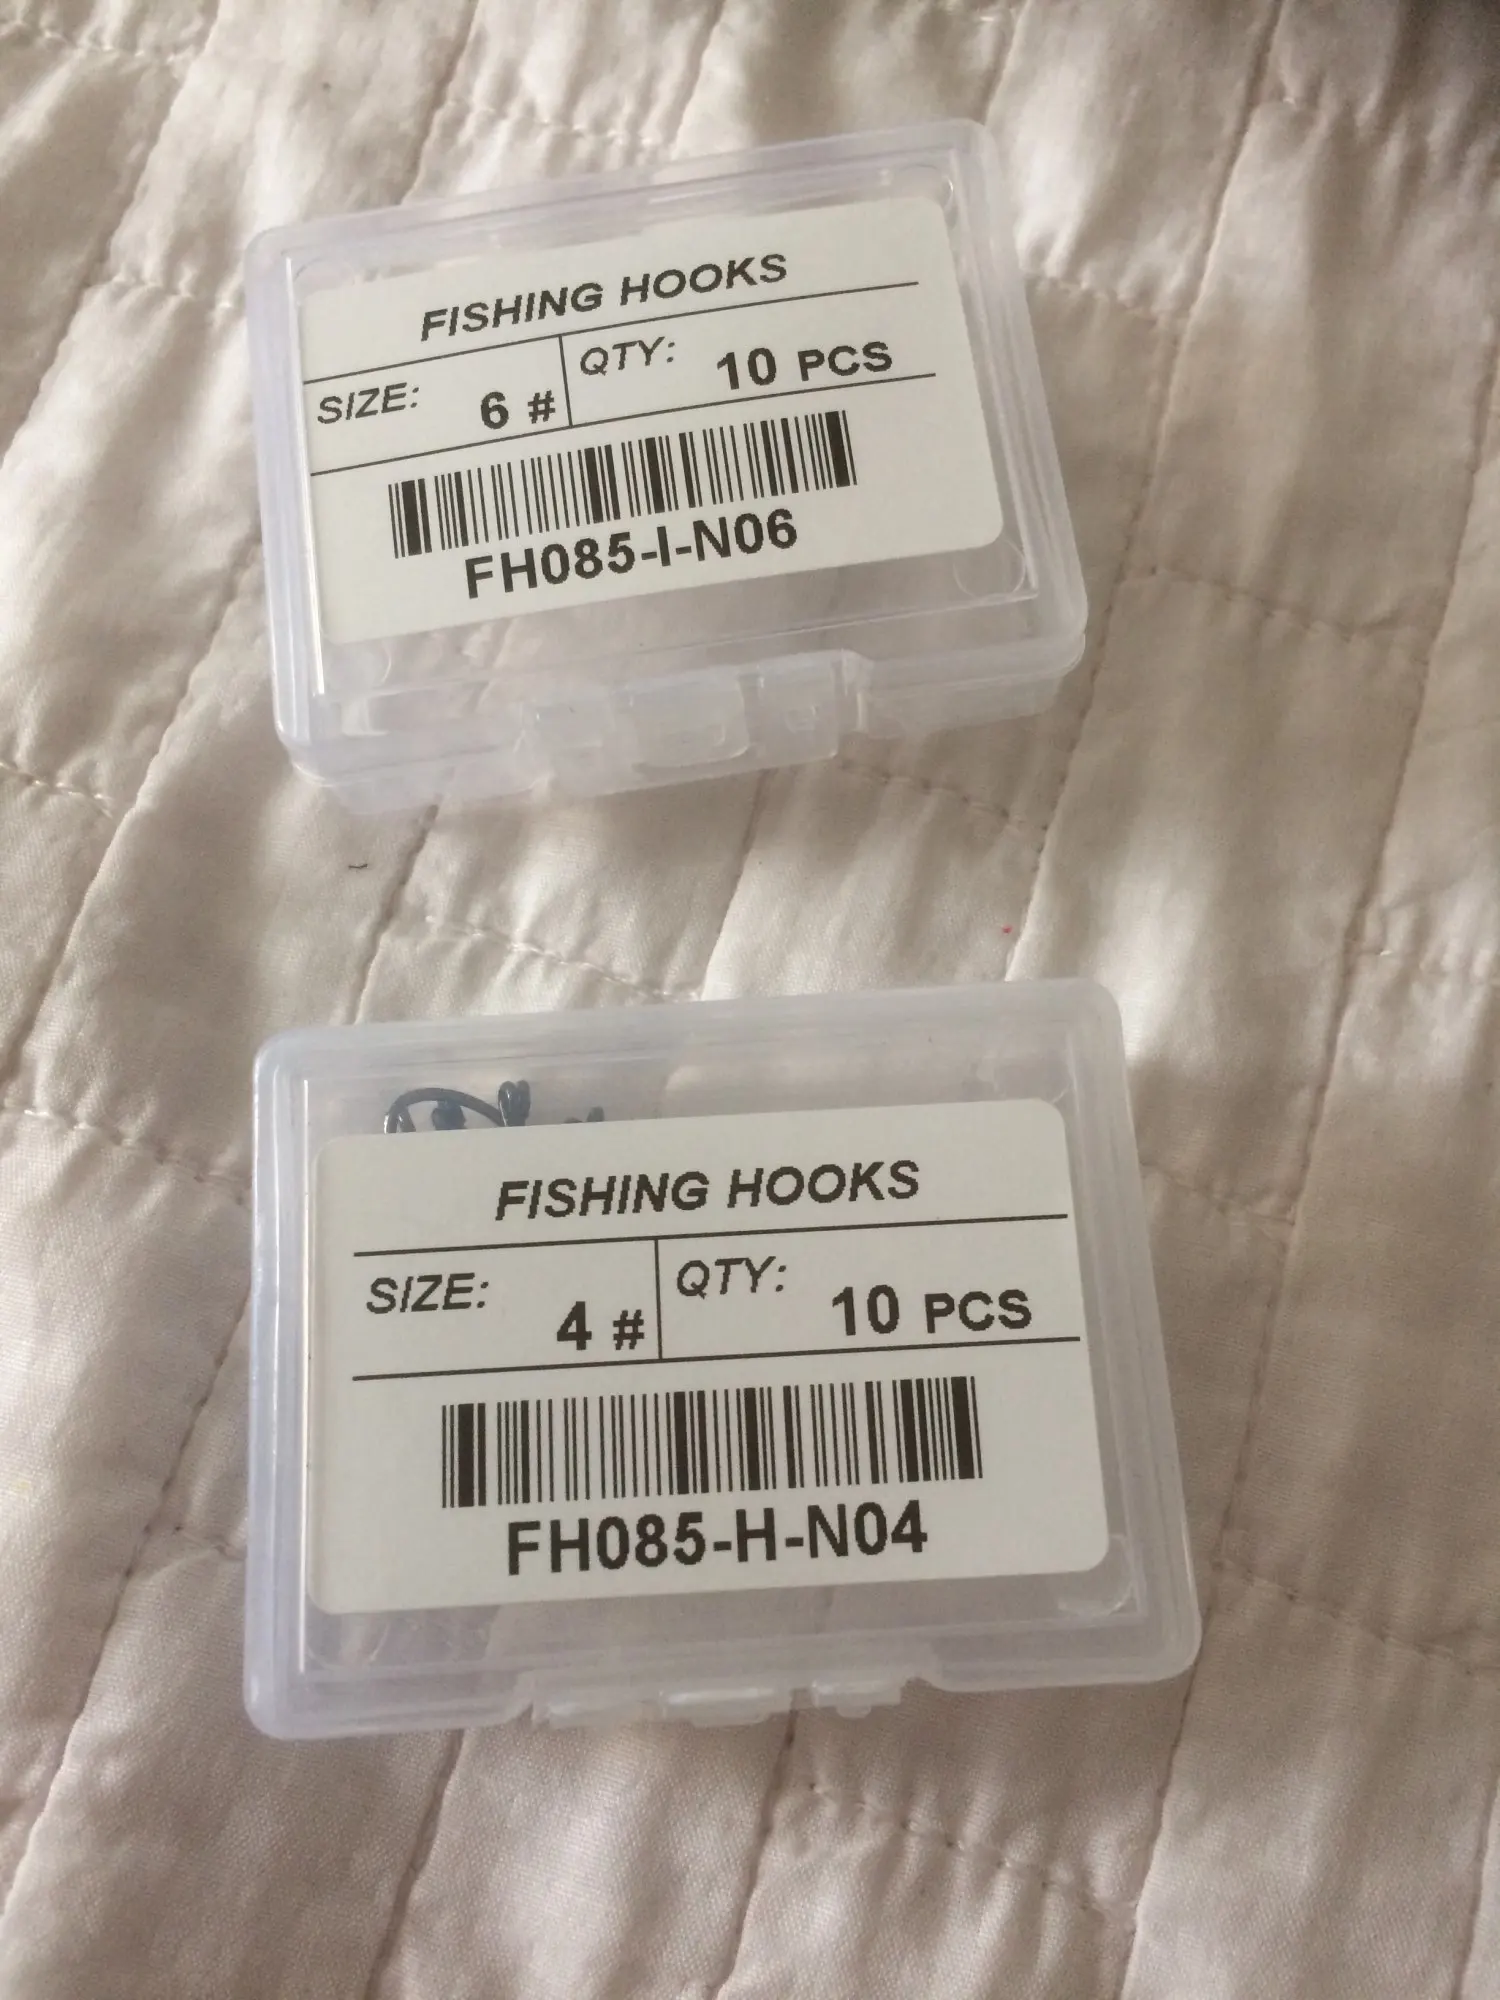 FISHING HOOKS
SIZE: 6 # QTY: 10 PCS
FH085-I-N06
FISHING HOOKS
SIZE: 4 # QTY: 10 PCS
FH085-H-N04